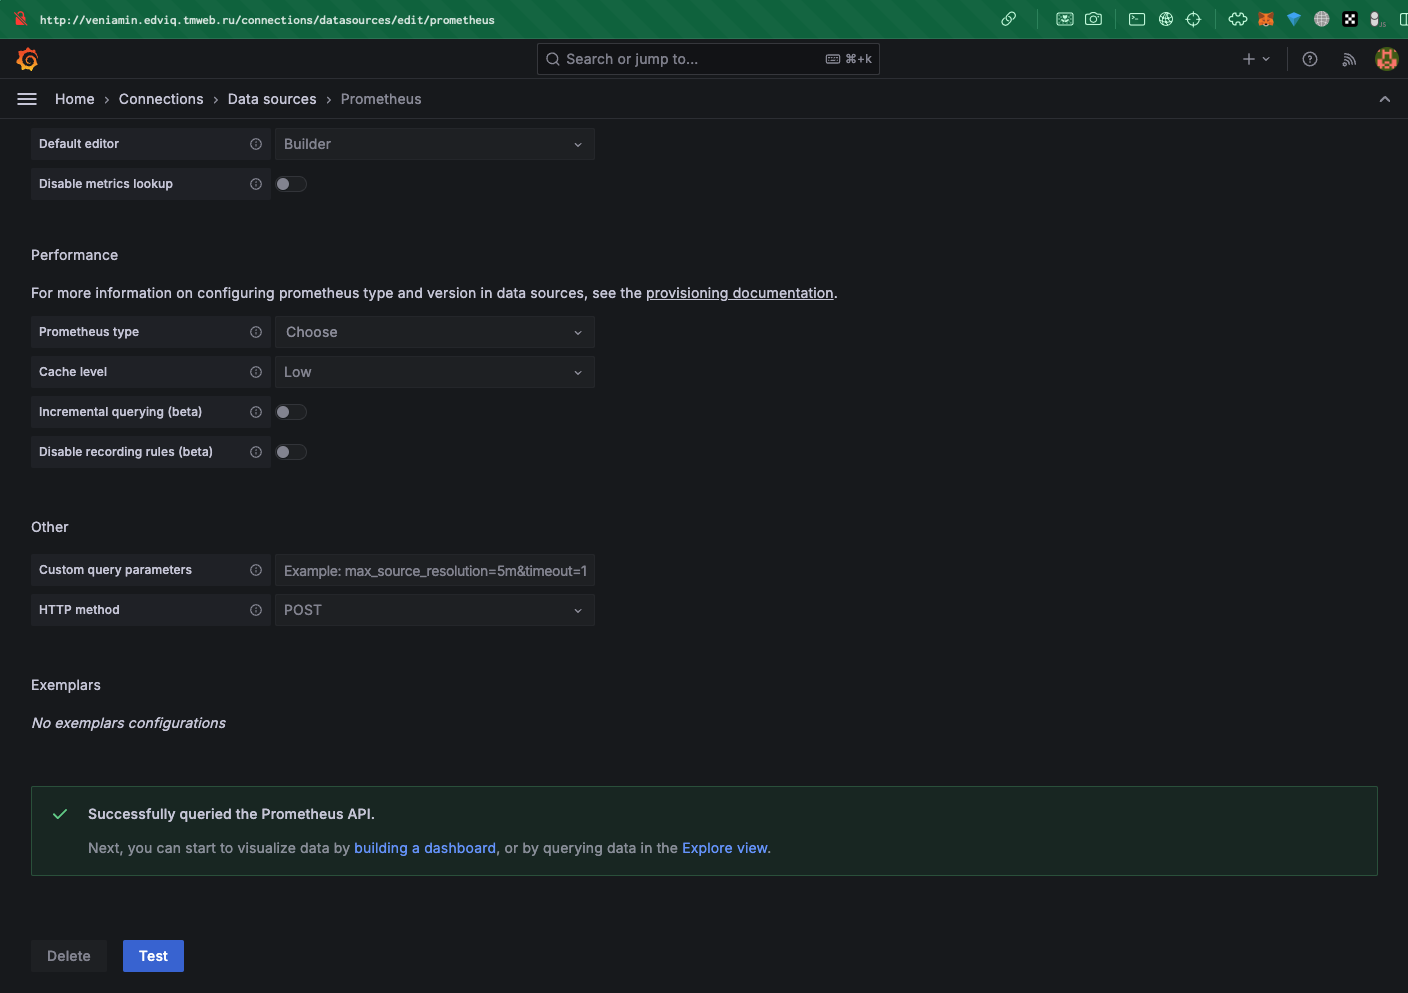 http://veniamin.edviq.tmweb.ru/connections/datasources/edit/prometheus
Search or jump to... ⌘+k
Home › Connections › Data sources › Prometheus
Default editor Builder
Disable metrics lookup
Performance
For more information on configuring prometheus type and version in data sources, see the provisioning documentation.
Prometheus type Choose
Cache level Low
Incremental querying (beta)
Disable recording rules (beta)
Other
Custom query parameters Example: max_source_resolution=5m&timeout=1
HTTP method POST
Exemplars
No exemplars configurations
Successfully queried the Prometheus API.
Next, you can start to visualize data by building a dashboard, or by querying data in the Explore view.
Delete Test